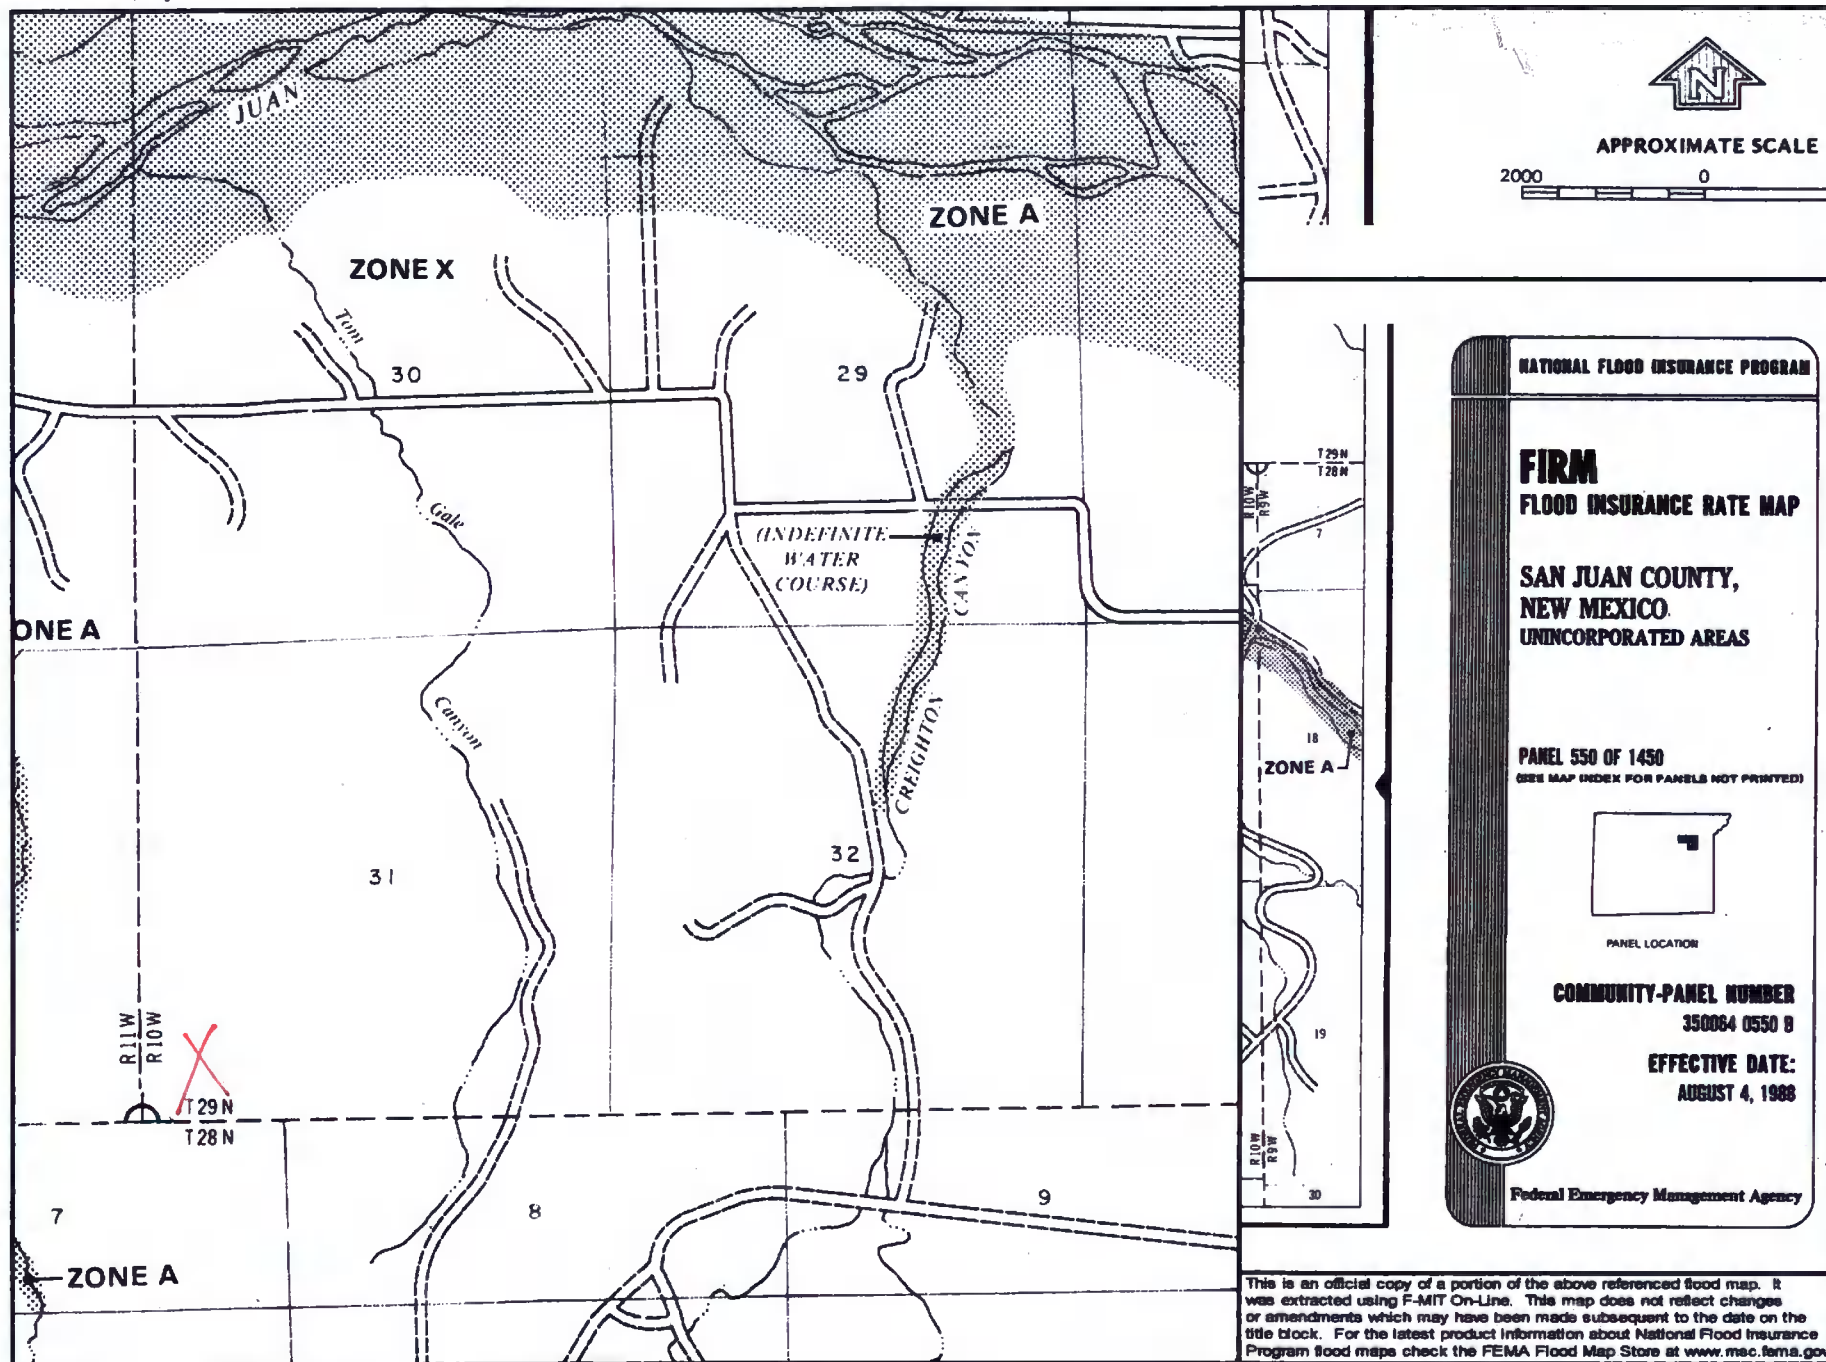 JUAN
ZONE A
ZONE X
Tom
30
29
Gale
(INDEFINITE
WATER
COURSE)
CANYON
ONE A
Canyon
CREIGHTON
32
31
R11W
R10W
T29N
T28N
7
8
9
ZONE A
N
APPROXIMATE SCALE
2000 0
T29N
T28N
R10W
R9W
7
18
ZONE A
19
R10W
R9W
30
NATIONAL FLOOD INSURANCE PROGRAM
FIRM
FLOOD INSURANCE RATE MAP
SAN JUAN COUNTY,
NEW MEXICO
UNINCORPORATED AREAS
PANEL 550 OF 1450
(SEE MAP INDEX FOR PANELS NOT PRINTED)
PANEL LOCATION
COMMUNITY-PANEL NUMBER
350064 0550 B
EFFECTIVE DATE:
AUGUST 4, 1988
Federal Emergency Management Agency
This is an official copy of a portion of the above referenced flood map. It
was extracted using F-MIT On-Line. This map does not reflect changes
or amendments which may have been made subsequent to the date on the
title block. For the latest product information about National Flood Insurance
Program flood maps check the FEMA Flood Map Store at www.msc.fema.gov